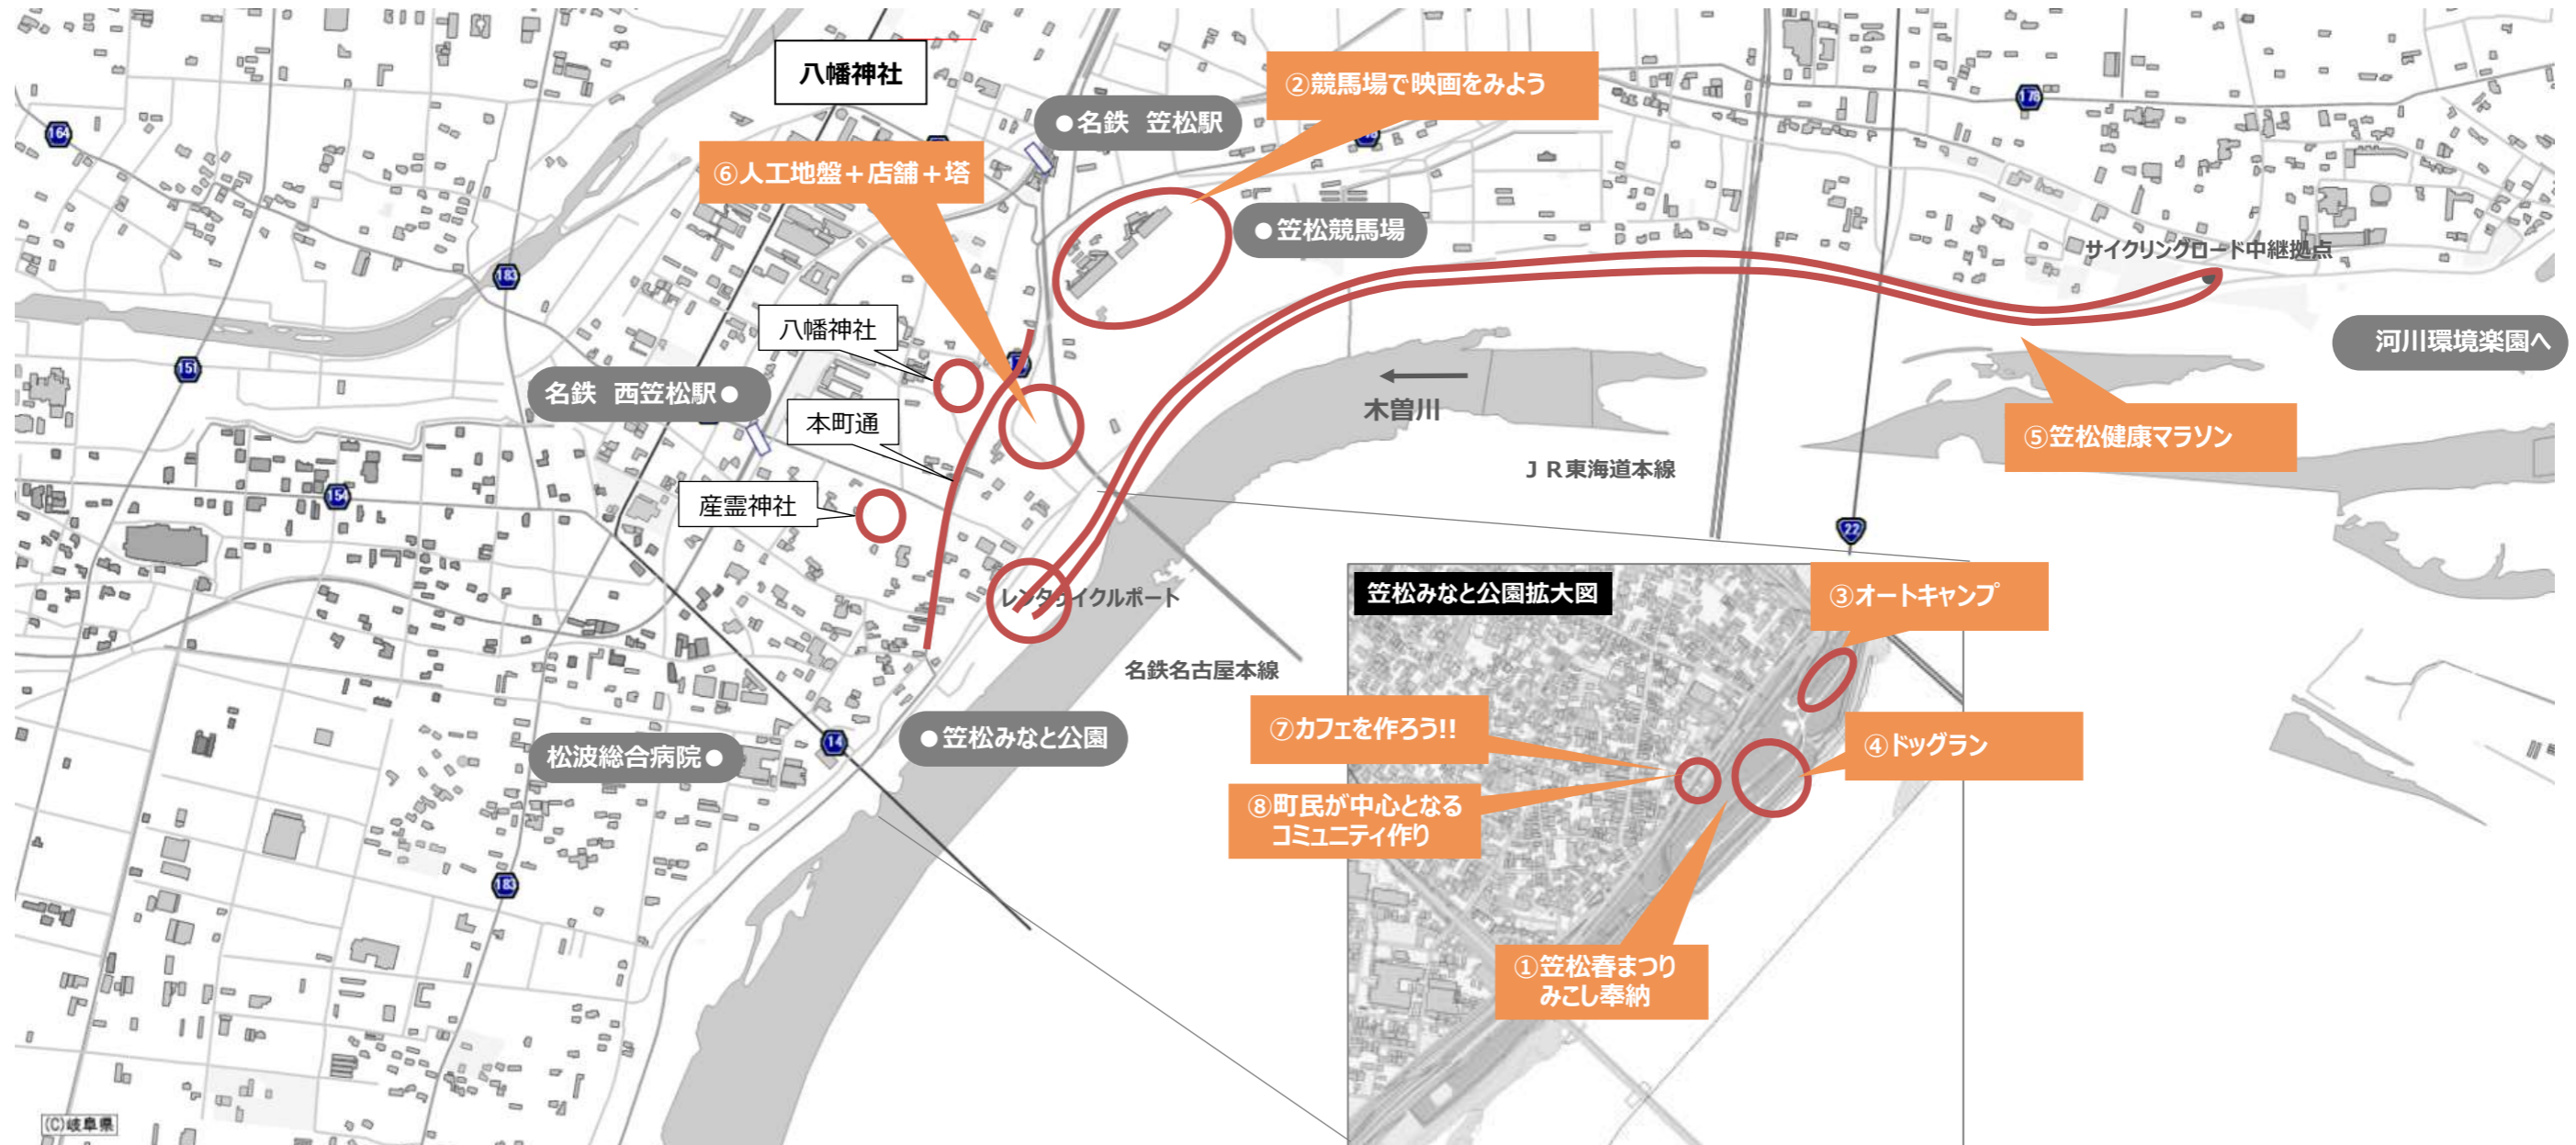 八幡神社
●名鉄 笠松駅
②競馬場で映画をみよう
178
164
⑥人工地盤+店舗+塔
●笠松競馬場
サイクリングロード中継拠点
183
八幡神社
河川環境楽園へ
151
名鉄 西笠松駅●
木曽川
本町通
⑤笠松健康マラソン
JR東海道本線
154
産霊神社
22
レンタサイクルポート
笠松みなと公園拡大図
③オートキャンプ
名鉄名古屋本線
⑦カフェを作ろう!!
●笠松みなと公園
14
④ドッグラン
松波総合病院●
⑧町民が中心となる
コミュニティ作り
183
①笠松春まつり
みこし奉納
(C)岐阜県